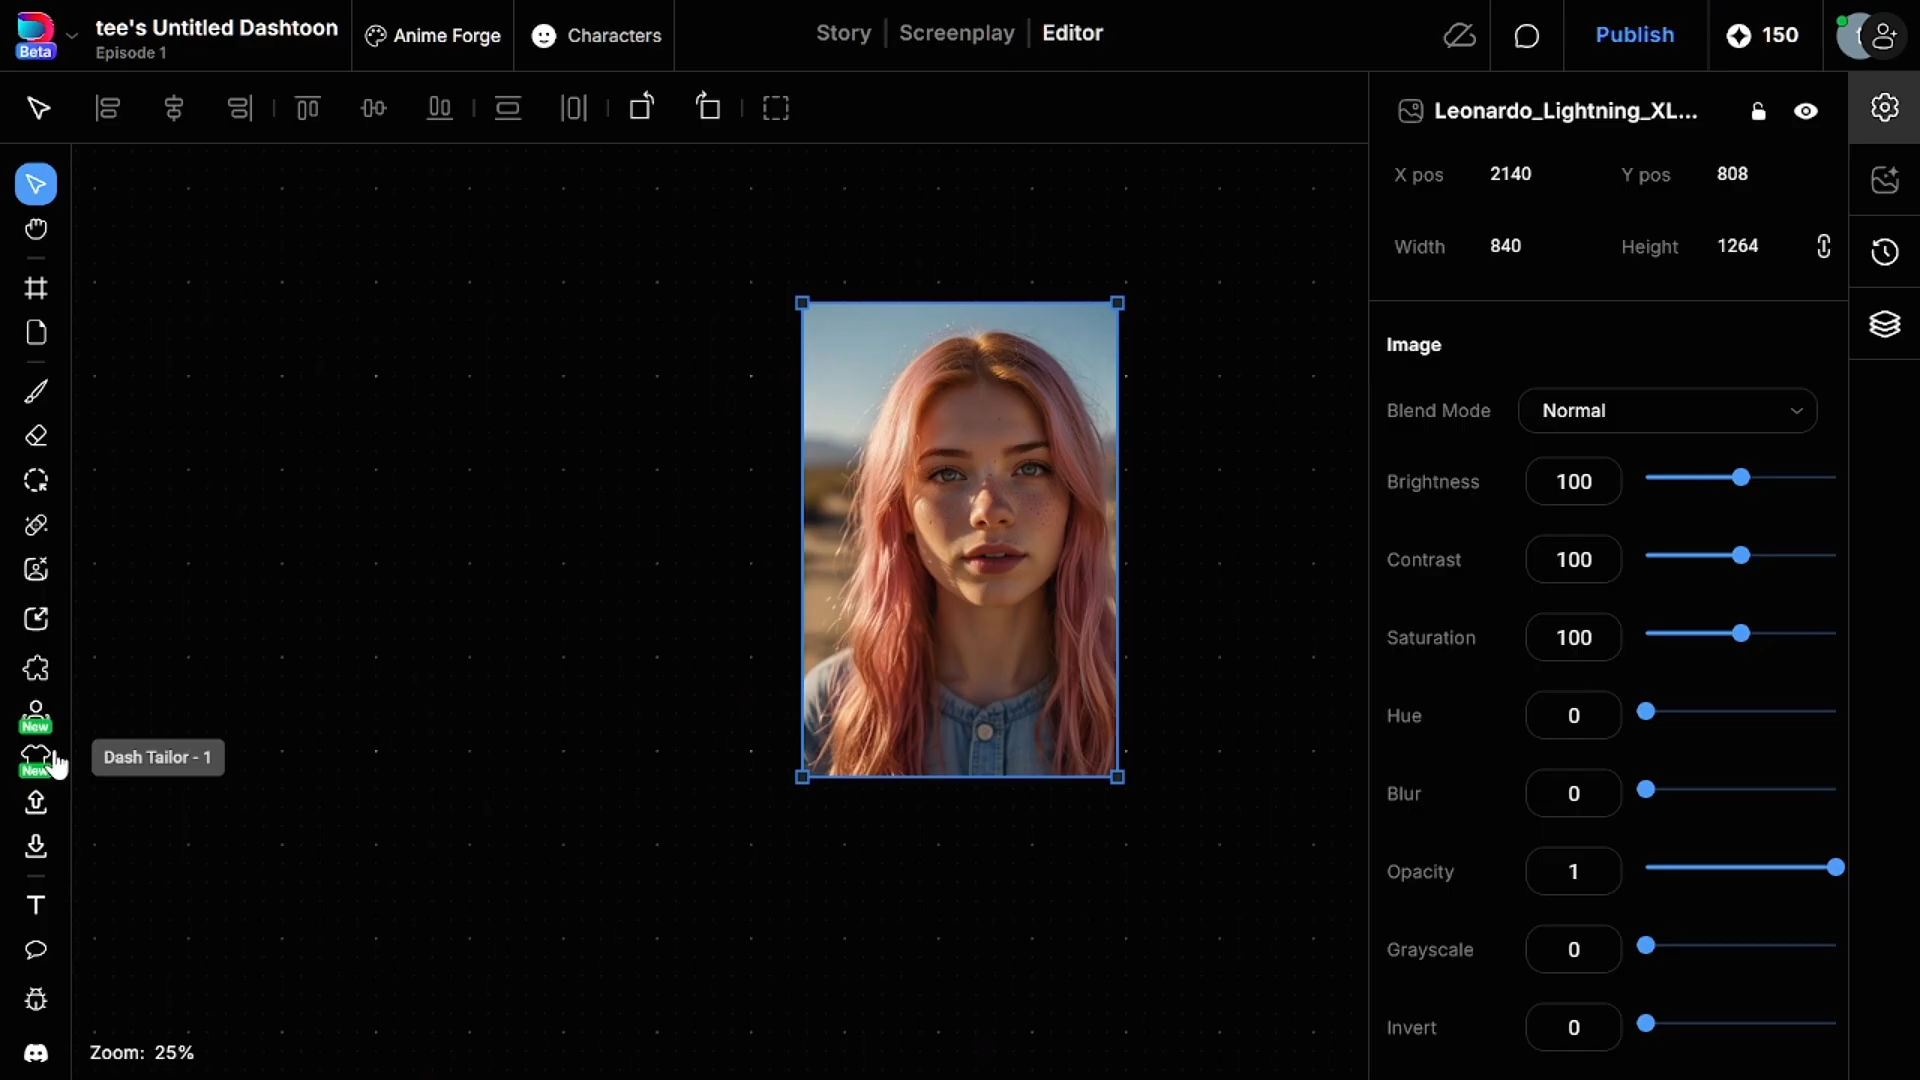 Beta
tee's Untitled Dashtoon
Episode 1
Anime Forge
Characters
Story
Screenplay
Editor
Publish
150
Leonardo_Lightning_XL...
X pos 2140 Y pos 808
Width 840 Height 1264
Image
Blend Mode Normal
Brightness 100
Contrast 100
Saturation 100
Hue 0
Blur 0
Opacity 1
Grayscale 0
Invert 0
New
New
Dash Tailor - 1
T
Zoom: 25%